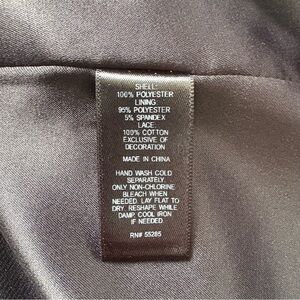 SHELL:
100% POLYESTER
LINING:
95% POLYESTER
5% SPANDEX
LACE:
100% COTTON
EXCLUSIVE OF
DECORATION
MADE IN CHINA
HAND WASH COLD
SEPARATELY.
ONLY NON-CHLORINE
BLEACH WHEN
NEEDED. LAY FLAT TO
DRY. RESHAPE WHILE
DAMP. COOL IRON
IF NEEDED.
RN# 55285